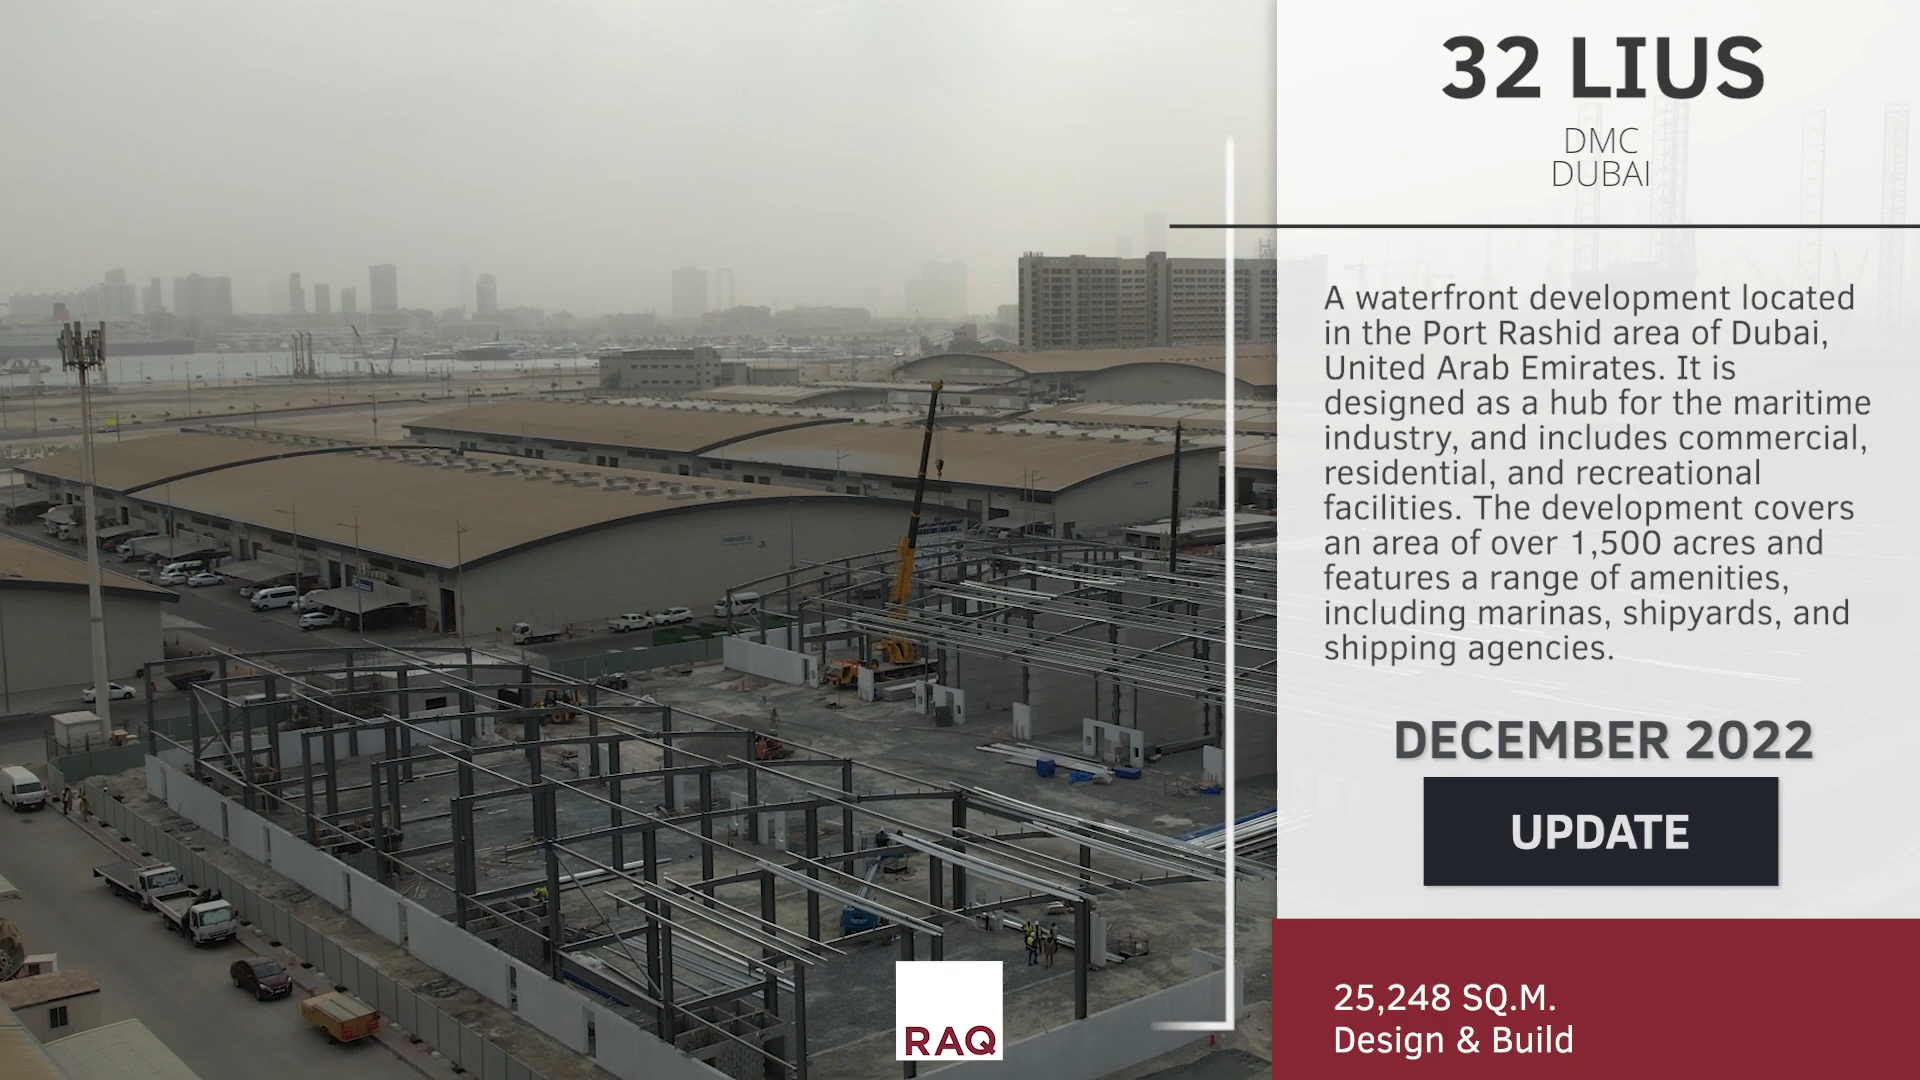 32 LIUS
DMC
DUBAI
A waterfront development located
in the Port Rashid area of Dubai,
United Arab Emirates. It is
designed as a hub for the maritime
industry, and includes commercial,
residential, and recreational
facilities. The development covers
an area of over 1,500 acres and
features a range of amenities,
including marinas, shipyards, and
shipping agencies.
DECEMBER 2022
UPDATE
25,248 SQ.M.
Design & Build
RAQ